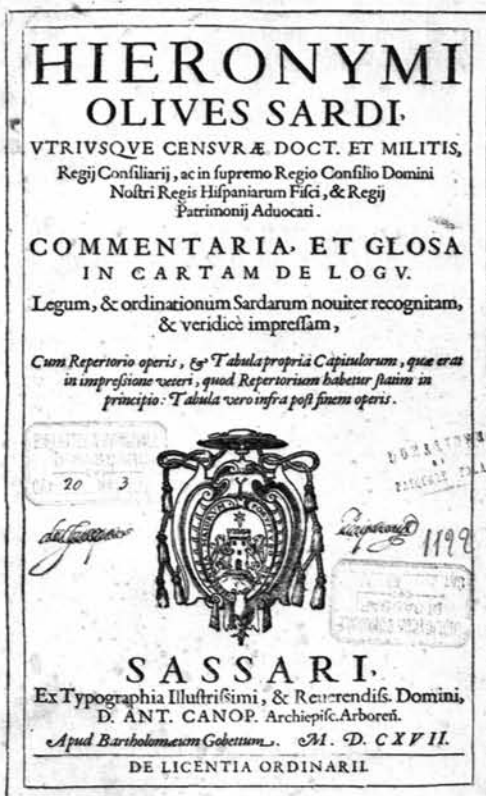 HIERONYMI
OLIVES SARDI,
VTRIVSQVE CENSVRÆ DOCT. ET MILITIS,
Regij Consiliarij, ac in supremo Regio Consilio Domini
Nostri Regis Hispaniarum Fisci, & Regij
Patrimonij Aduocati.
COMMENTARIA, ET GLOSA
IN CARTAM DE LOGV.
Legum, & ordinationum Sardarum nouiter recognitam,
& veridicè impressam,
Cum Repertorio operis, & Tabula propria Capitulorum, quæ erat
in impressione veteri, quod Repertorium habetur statim in
principio: Tabula vero infra post finem operis.
20 3
1192
SASSARI,
Ex Typographia Illustrissimi, & Reuerendiss. Domini,
D. ANT. CANOP. Archiepisc. Arboreñ.
Apud Bartholomæum Gobettum. M. D. CXVII.
DE LICENTIA ORDINARII.